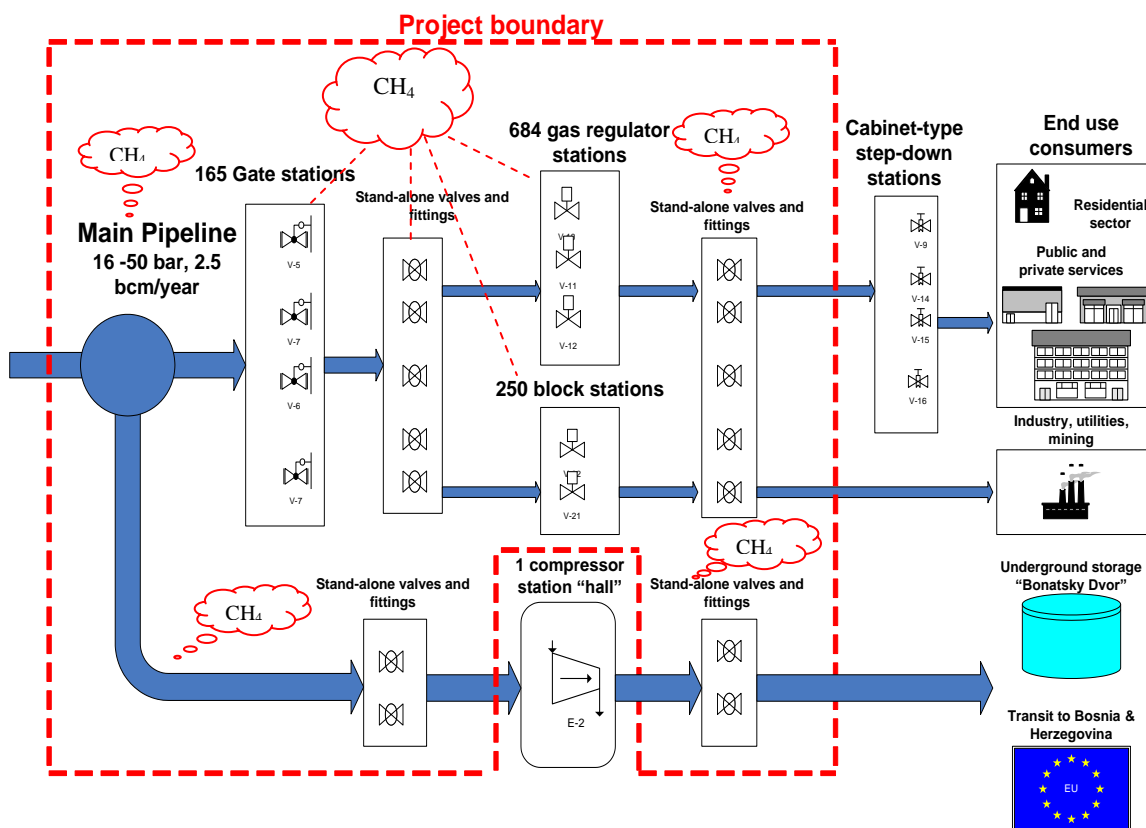 Project boundary
CH4
CH4
165 Gate stations
684 gas regulator
stations
CH4
Cabinet-type
step-down
stations
End use
consumers
Main Pipeline
16 -50 bar, 2.5
bcm/year
Stand-alone valves and
fittings
Stand-alone valves and
fittings
Residential
sector
Public and
private services
V-5
V-7
V-6
V-7
V-11
V-12
V-9
V-14
V-15
V-16
250 block stations
V-21
Industry, utilities,
mining
CH4
Stand-alone valves and
fittings
1 compressor
station “hall”
CH4
Stand-alone valves and
fittings
E-2
Underground storage
“Bonatsky Dvor”
Transit to Bosnia &
Herzegovina
EU